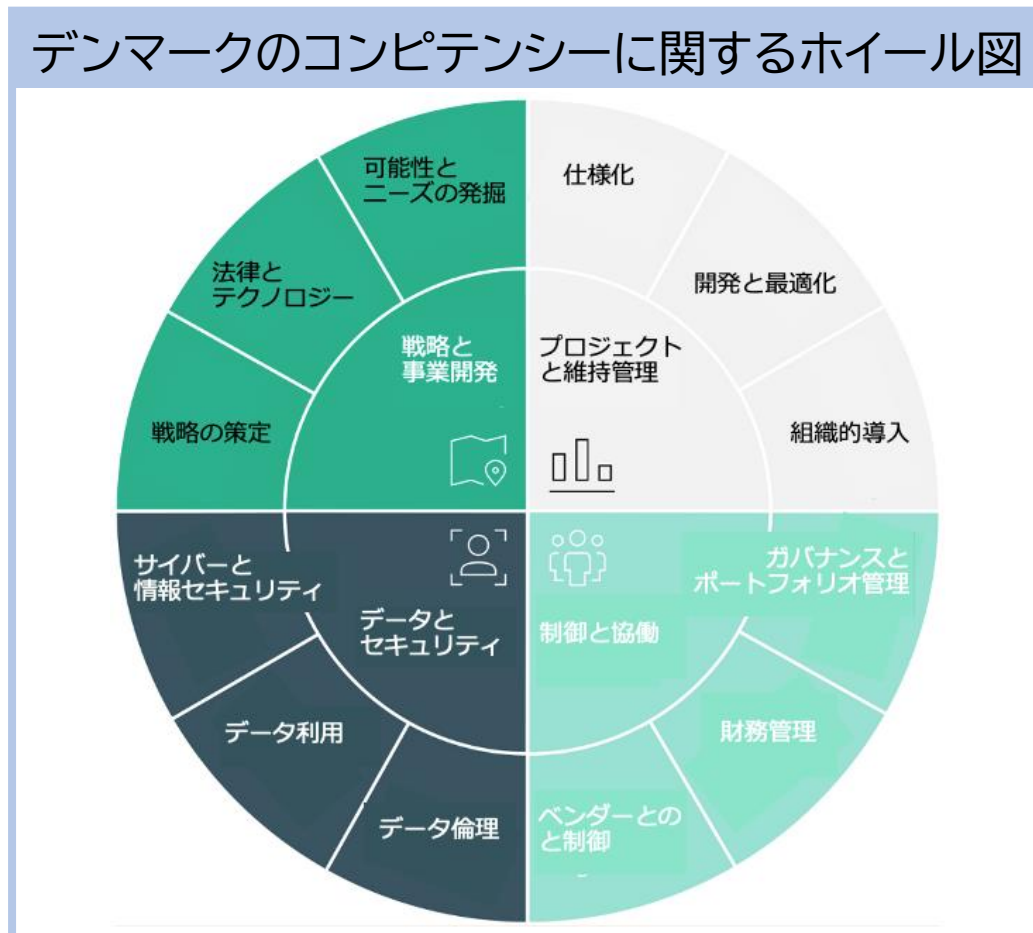 デンマークのコンピテンシーに関するホイール図
可能性と
ニーズの発掘
仕様化
法律と
テクノロジー
開発と最適化
戦略と
事業開発
プロジェクト
と維持管理
戦略の策定
組織的導入
サイバーと
情報セキュリティ
ガバナンスと
ポートフォリオ管理
データと
セキュリティ
制御と協働
データ利用
財務管理
データ倫理
ベンダーとの
と制御